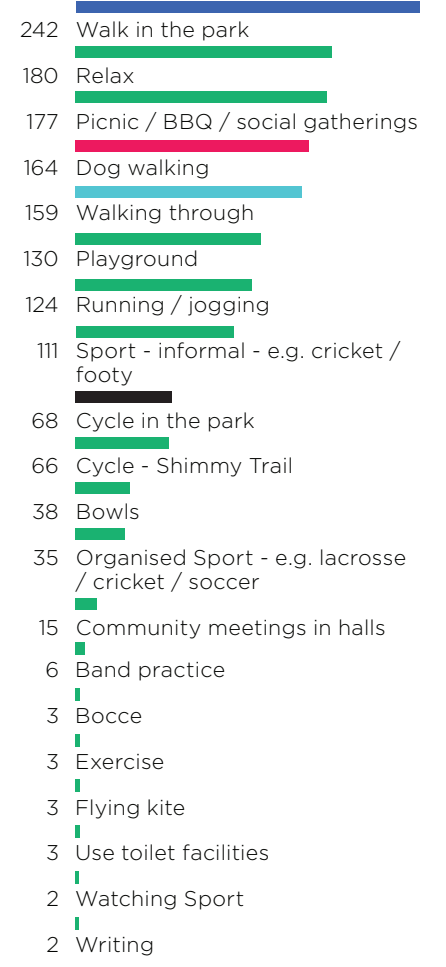 242 Walk in the park
180 Relax
177 Picnic / BBQ / social gatherings
164 Dog walking
159 Walking through
130 Playground
124 Running / jogging
111 Sport - informal - e.g. cricket /
footy
68 Cycle in the park
66 Cycle - Shimmy Trail
38 Bowls
35 Organised Sport - e.g. lacrosse
/ cricket / soccer
15 Community meetings in halls
6 Band practice
3 Bocce
3 Exercise
3 Flying kite
3 Use toilet facilities
2 Watching Sport
2 Writing